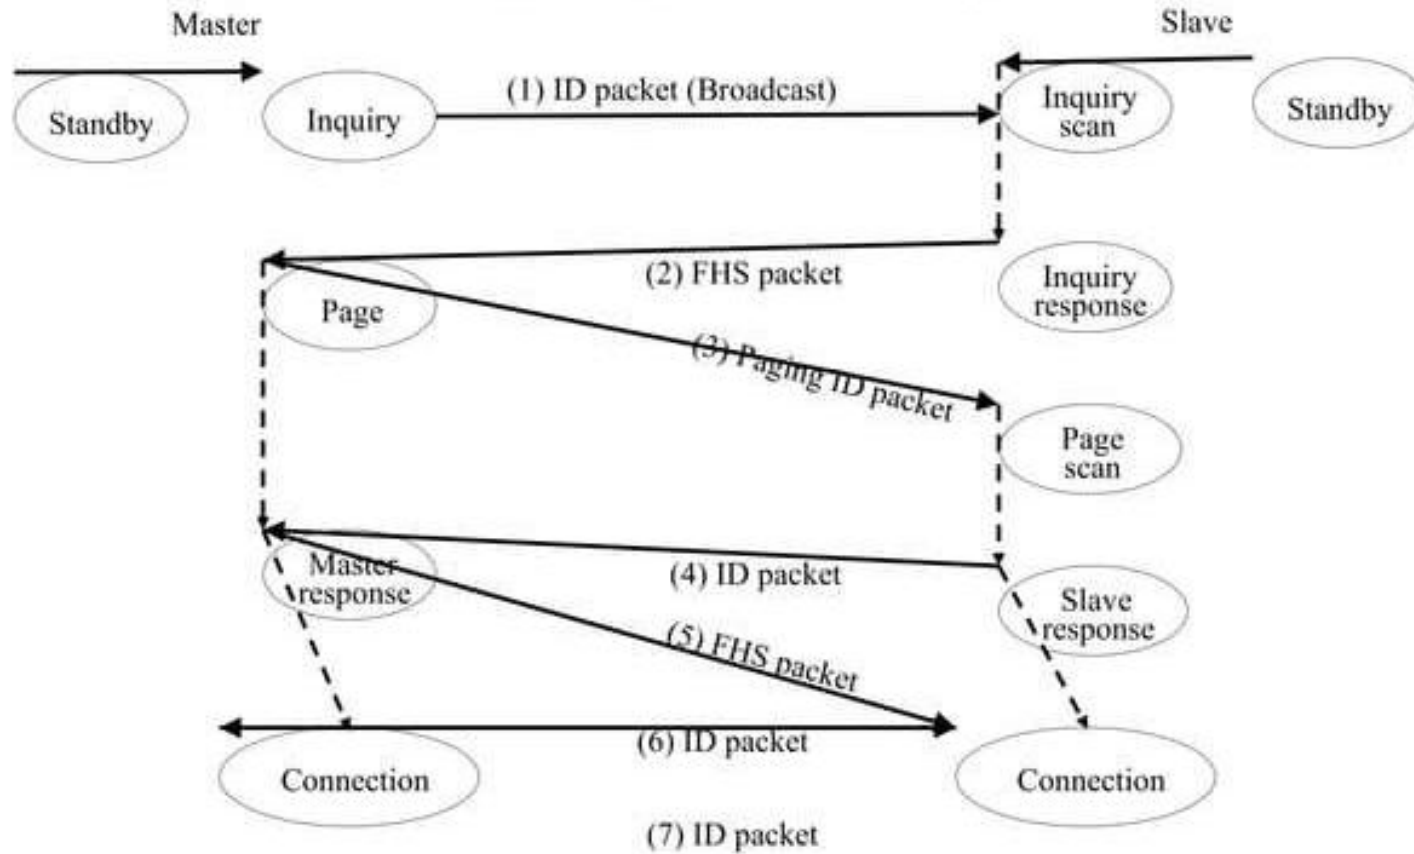 Master
Slave
Standby
Inquiry
(1) ID packet (Broadcast)
Inquiry
scan
Standby
(2) FHS packet
Inquiry
response
Page
(3) Paging ID packet
Page
scan
Master
response
(4) ID packet
Slave
response
(5) FHS packet
(6) ID packet
Connection
Connection
(7) ID packet